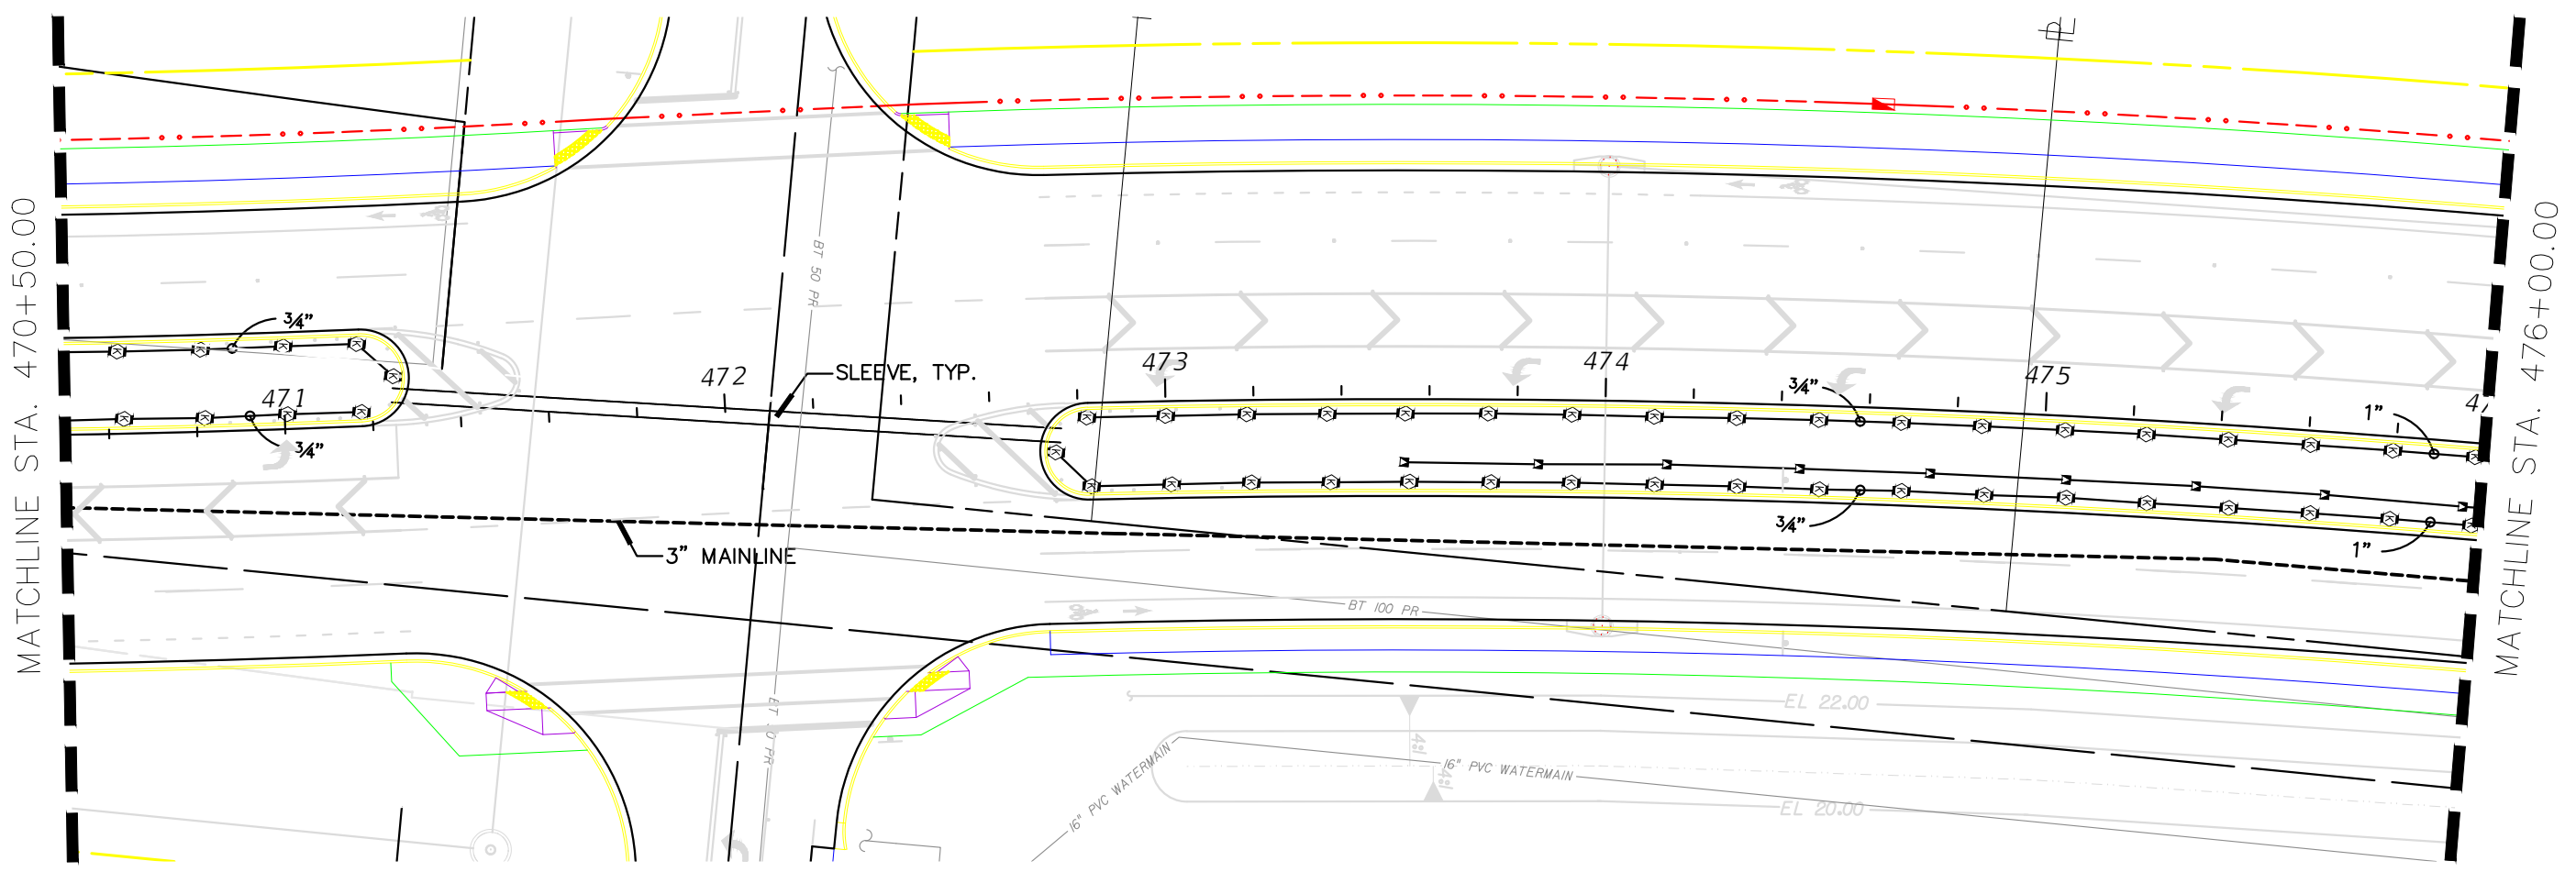 MATCHLINE STA. 470+50.00
MATCHLINE STA. 476+00.00
PL
BT 50 PR
3/4"
471
3/4"
472
SLEEVE, TYP.
473
474
3/4"
475
1"
3/4"
1"
3" MAINLINE
BT 100 PR
EL 22.00
4:1
4:1
16" PVC WATERMAIN
16" PVC WATERMAIN
EL 20.00